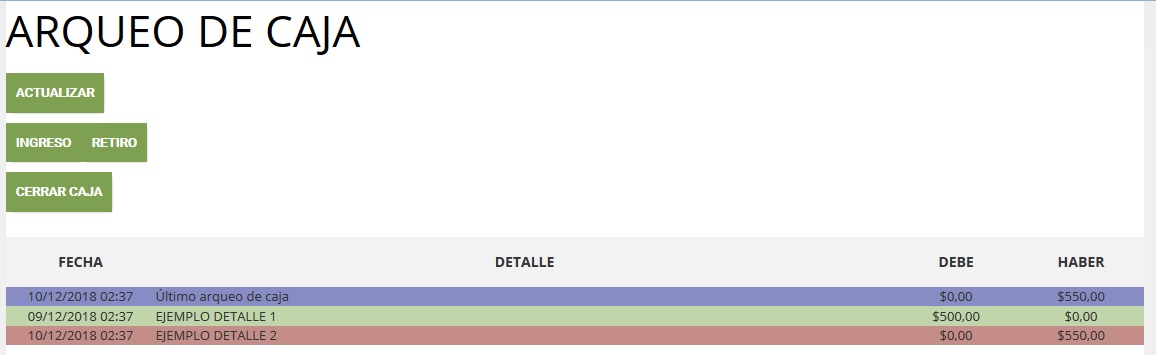 ARQUEO DE CAJA
ACTUALIZAR
INGRESO RETIRO
CERRAR CAJA
FECHA DETALLE DEBE HABER
10/12/2018 02:37 Último arqueo de caja $0,00 $550,00
09/12/2018 02:37 EJEMPLO DETALLE 1 $500,00 $0,00
10/12/2018 02:37 EJEMPLO DETALLE 2 $0,00 $550,00